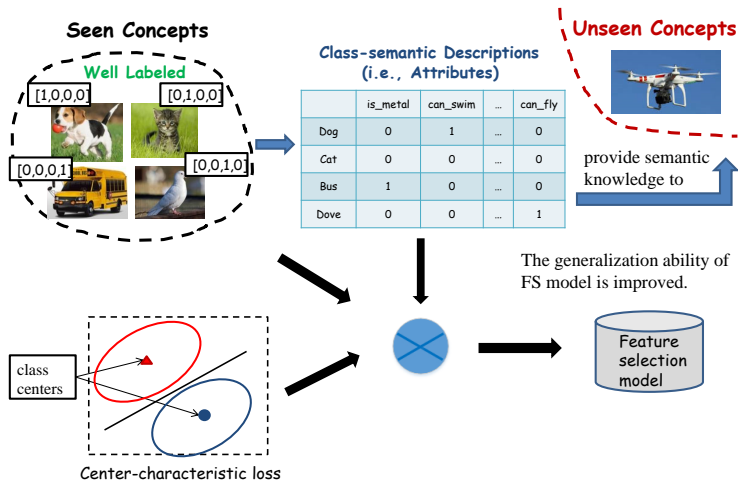 Seen Concepts
Well Labeled
[1,0,0,0]
[0,1,0,0]
[0,0,0,1]
[0,0,1,0]
Class-semantic Descriptions
(i.e., Attributes)
is_metal can_swim … can_fly
Dog 0 1 … 0
Cat 0 0 … 0
Bus 1 0 … 0
Dove 0 0 … 1
Unseen Concepts
provide semantic
knowledge to
The generalization ability of
FS model is improved.
Feature
selection
model
class
centers
Center-characteristic loss